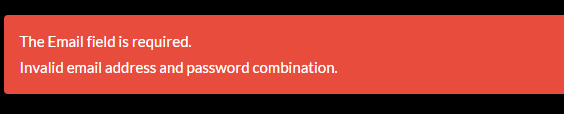 The Email field is required.
Invalid email address and password combination.